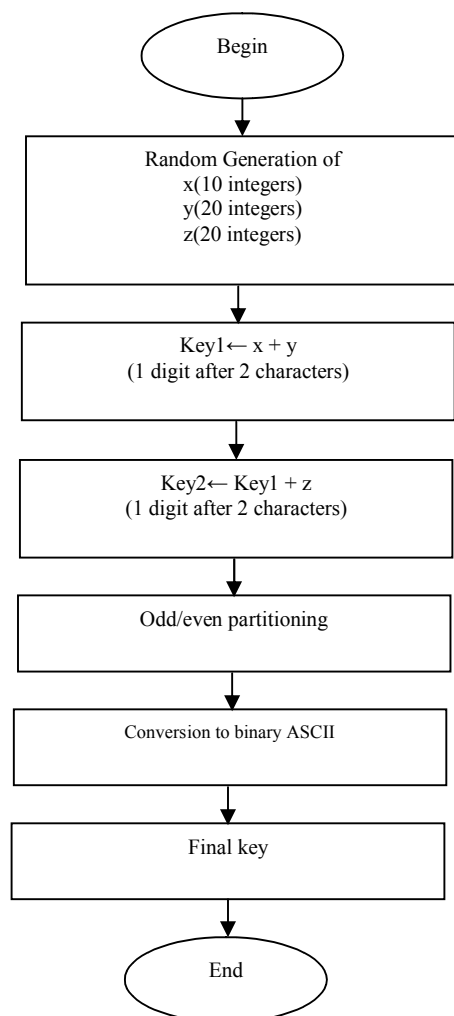 Begin
Random Generation of
x(10 integers)
y(20 integers)
z(20 integers)
Key1← x + y
(1 digit after 2 characters)
Key2← Key1 + z
(1 digit after 2 characters)
Odd/even partitioning
Conversion to binary ASCII
Final key
End